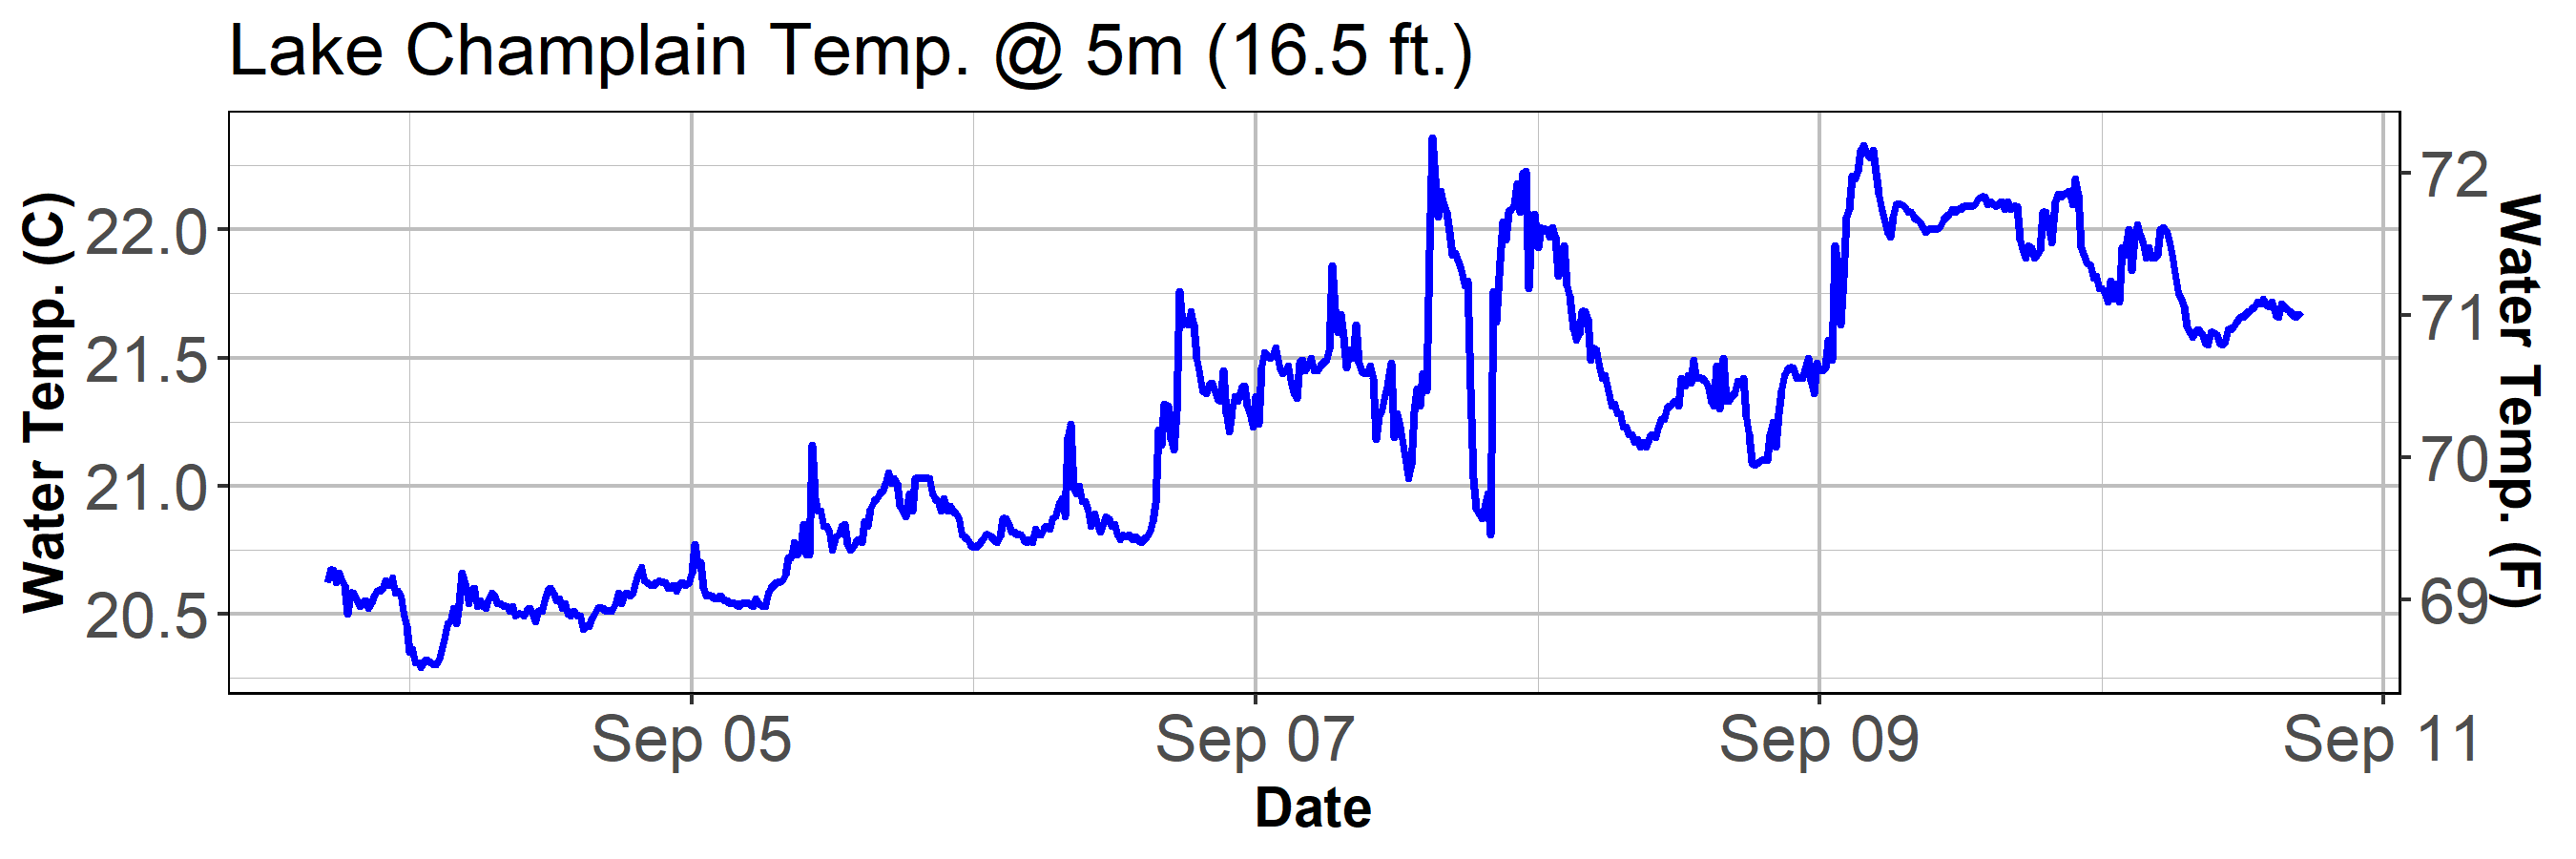 Lake Champlain Temp. @ 5m (16.5 ft.)
Water Temp. (C)
22.0
21.5
21.0
20.5
72
71
70
69
Water Temp. (F)
Sep 05 Sep 07 Sep 09 Sep 11
Date